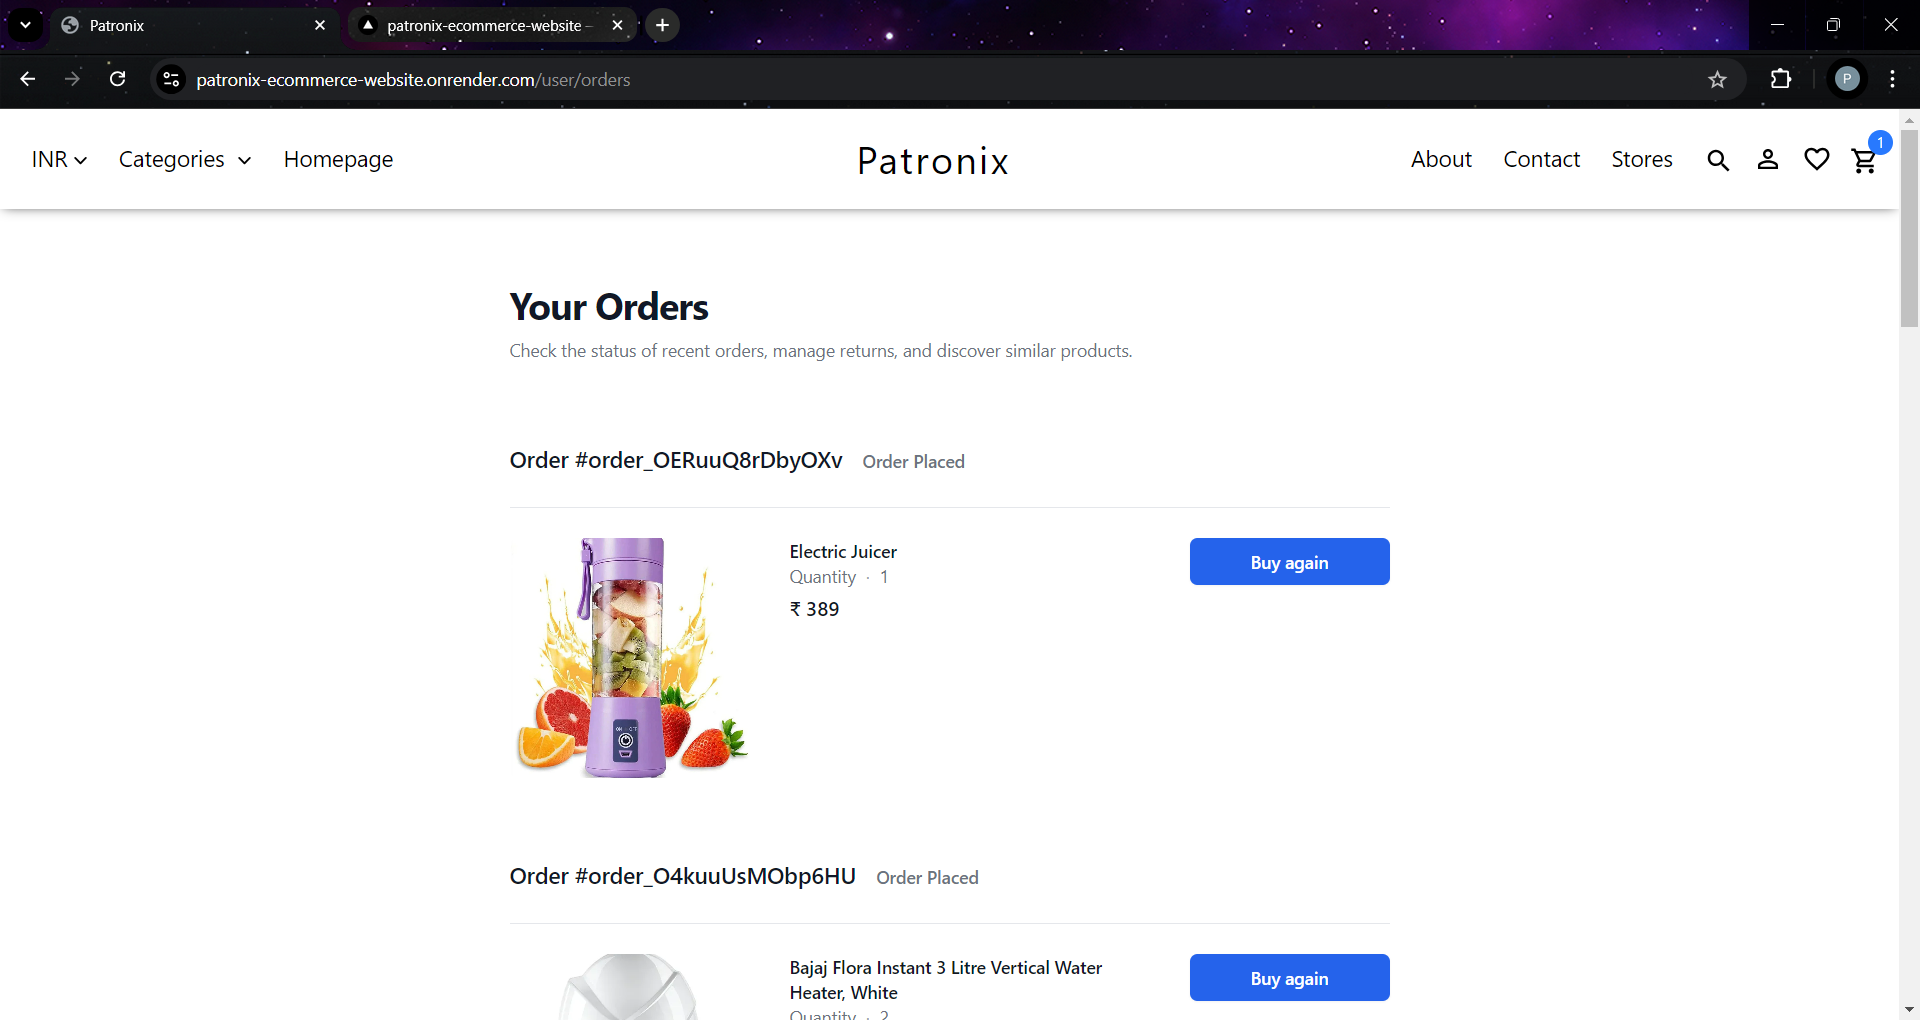 Patronix
patronix-ecommerce-website –
patronix-ecommerce-website.onrender.com/user/orders
P
INR
Categories
Homepage
Patronix
About
Contact
Stores
1
Your Orders
Check the status of recent orders, manage returns, and discover similar products.
Order #order_OERuuQ8rDbyOXv Order Placed
Electric Juicer
Quantity · 1
₹ 389
Buy again
ON OFF
Order #order_O4kuuUsMObp6HU Order Placed
Bajaj Flora Instant 3 Litre Vertical Water
Heater, White
Quantity · 2
Buy again